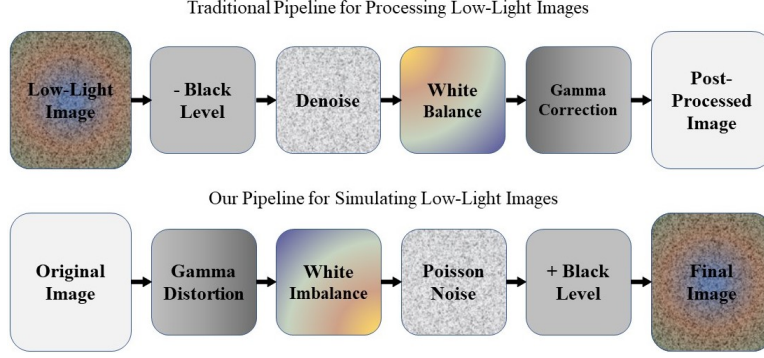 Traditional Pipeline for Processing Low-Light Images
Low-Light
Image
- Black
Level
Denoise
White
Balance
Gamma
Correction
Post-
Processed
Image
Our Pipeline for Simulating Low-Light Images
Original
Image
Gamma
Distortion
White
Imbalance
Poisson
Noise
+ Black
Level
Final
Image